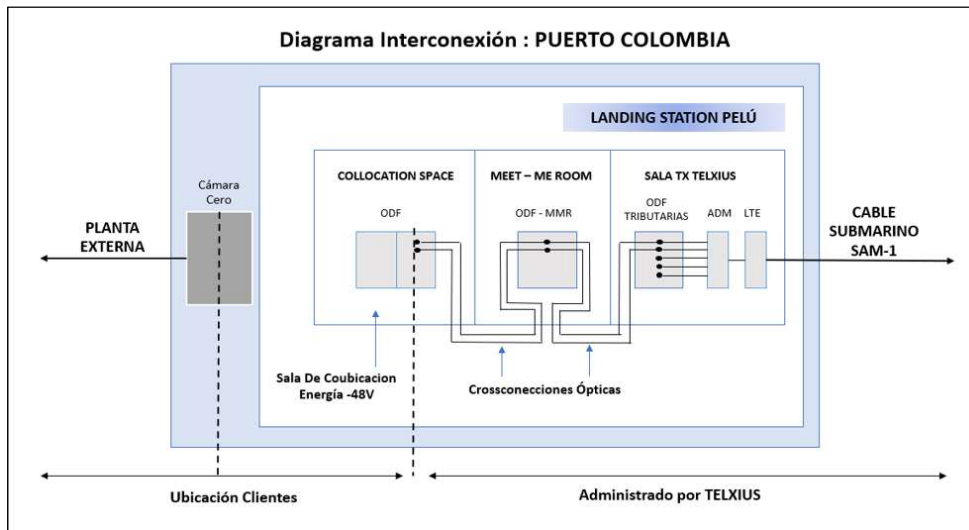 Diagrama Interconexión : PUERTO COLOMBIA
LANDING STATION PELÚ
COLLOCATION SPACE
MEET – ME ROOM
SALA TX TELXIUS
Cámara
Cero
ODF
ODF - MMR
ODF
TRIBUTARIAS
ADM
LTE
PLANTA
EXTERNA
CABLE
SUBMARINO
SAM-1
Sala De Coubicacion
Energía -48V
Crossconecciones Ópticas
Ubicación Clientes
Administrado por TELXIUS